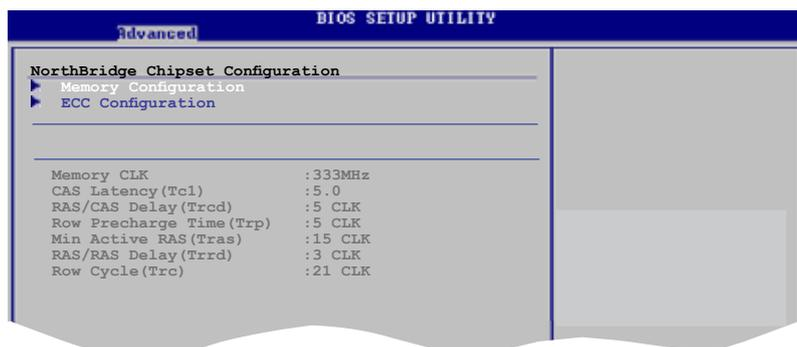 BIOS SETUP UTILITY
Advanced
NorthBridge Chipset Configuration
Memory Configuration
ECC Configuration
Memory CLK :333MHz
CAS Latency(Tc1) :5.0
RAS/CAS Delay(Trcd) :5 CLK
Row Precharge Time(Trp) :5 CLK
Min Active RAS(Tras) :15 CLK
RAS/RAS Delay(Trrd) :3 CLK
Row Cycle(Trc) :21 CLK